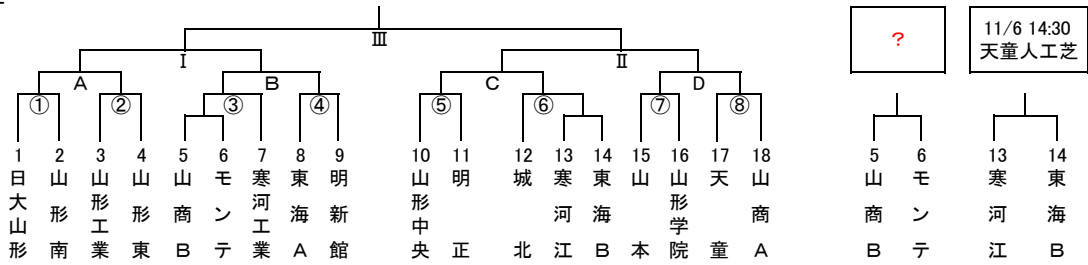 Ⅲ
Ⅰ
Ⅱ
A
B
C
D
①
②
③
④
⑤
⑥
⑦
⑧
1 日大山形
2 山形南
3 山形工業
4 山形東
5 山商B
6 モンテ
7 寒河工業
8 東海A
9 明新館
10 山形中央
11 明正
12 城北
13 寒河江
14 東海B
15 山本
16 山形学院
17 天童
18 山商A
?
5 山商B
6 モンテ
11/6 14:30
天童人工芝
13 寒河江
14 東海B